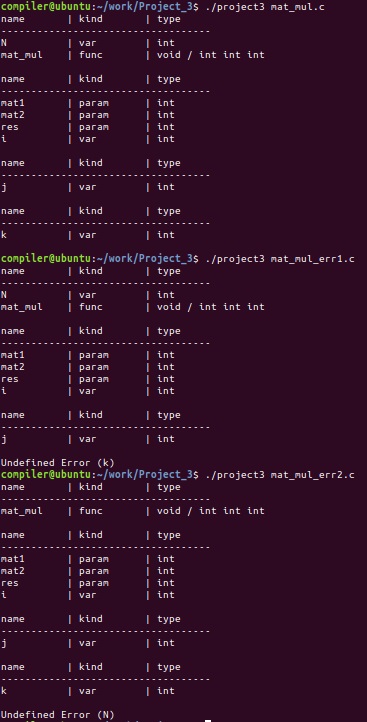 compiler@ubuntu:~/work/Project_3$ ./project3 mat_mul.c
name | kind | type
-----------------------------------
N | var | int
mat_mul | func | void / int int int
name | kind | type
-----------------------------------
mat1 | param | int
mat2 | param | int
res | param | int
i | var | int
name | kind | type
-----------------------------------
j | var | int
name | kind | type
-----------------------------------
k | var | int
compiler@ubuntu:~/work/Project_3$ ./project3 mat_mul_err1.c
name | kind | type
-----------------------------------
N | var | int
mat_mul | func | void / int int int
name | kind | type
-----------------------------------
mat1 | param | int
mat2 | param | int
res | param | int
i | var | int
name | kind | type
-----------------------------------
j | var | int
Undefined Error (k)
compiler@ubuntu:~/work/Project_3$ ./project3 mat_mul_err2.c
name | kind | type
-----------------------------------
mat_mul | func | void / int int int
name | kind | type
-----------------------------------
mat1 | param | int
mat2 | param | int
res | param | int
i | var | int
name | kind | type
-----------------------------------
j | var | int
name | kind | type
-----------------------------------
k | var | int
Undefined Error (N)